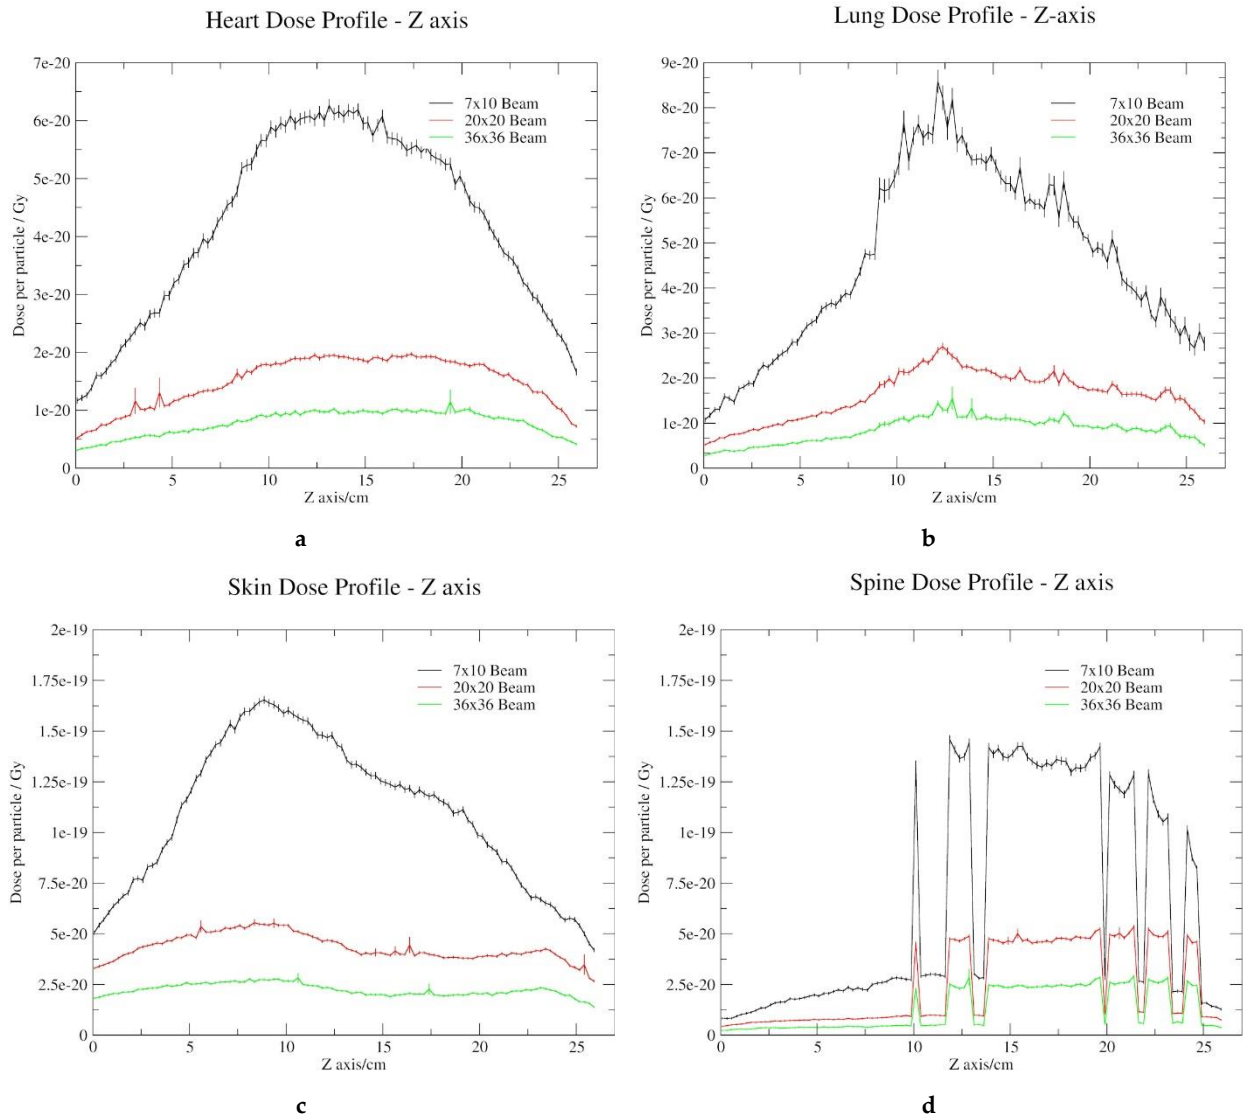 Heart Dose Profile - Z axis
7e-20
6e-20
5e-20
4e-20
3e-20
2e-20
1e-20
0
Dose per particle / Gy
7x10 Beam
20x20 Beam
36x36 Beam
0 5 10 15 20 25
Z axis/cm
a
Lung Dose Profile - Z-axis
9e-20
8e-20
7e-20
6e-20
5e-20
4e-20
3e-20
2e-20
1e-20
0
Dose per particle / Gy
7x10 Beam
20x20 Beam
36x36 Beam
0 5 10 15 20 25
Z axis/cm
b
Skin Dose Profile - Z axis
2e-19
1.75e-19
1.5e-19
1.25e-19
1e-19
7.5e-20
5e-20
2.5e-20
0
Dose per particle / Gy
7x10 Beam
20x20 Beam
36x36 Beam
0 5 10 15 20 25
Z axis/cm
c
Spine Dose Profile - Z axis
2e-19
1.75e-19
1.5e-19
1.25e-19
1e-19
7.5e-20
5e-20
2.5e-20
0
Dose per particle / Gy
7x10 Beam
20x20 Beam
36x36 Beam
0 5 10 15 20 25
Z axis/cm
d